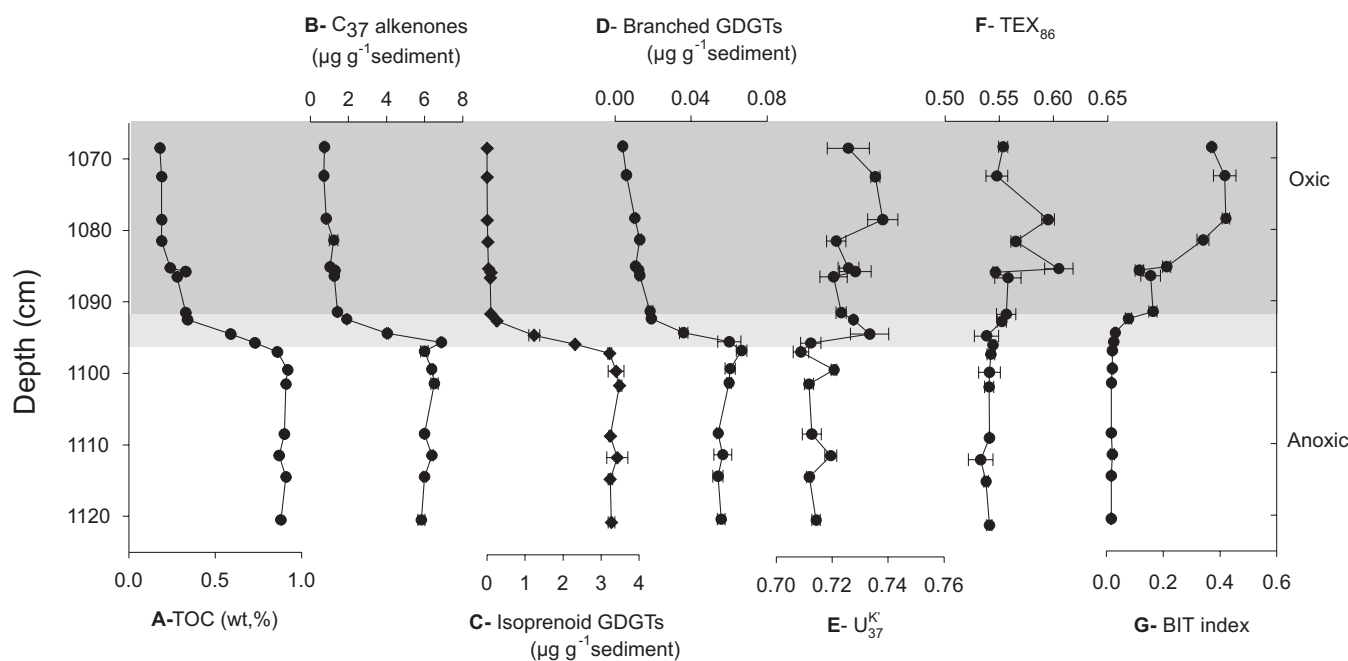 B- C37 alkenones
(µg g-1sediment)
0 2 4 6 8
D- Branched GDGTs
(µg g-1sediment)
0.00 0.04 0.08
F- TEX86
0.50 0.55 0.60 0.65
Depth (cm)
1070
1080
1090
1100
1110
1120
Oxic
Anoxic
0.0 0.5 1.0
A-TOC (wt,%)
0 1 2 3 4
C- Isoprenoid GDGTs
(µg g-1sediment)
0.70 0.72 0.74 0.76
E- UK'37
0.0 0.2 0.4 0.6
G- BIT index